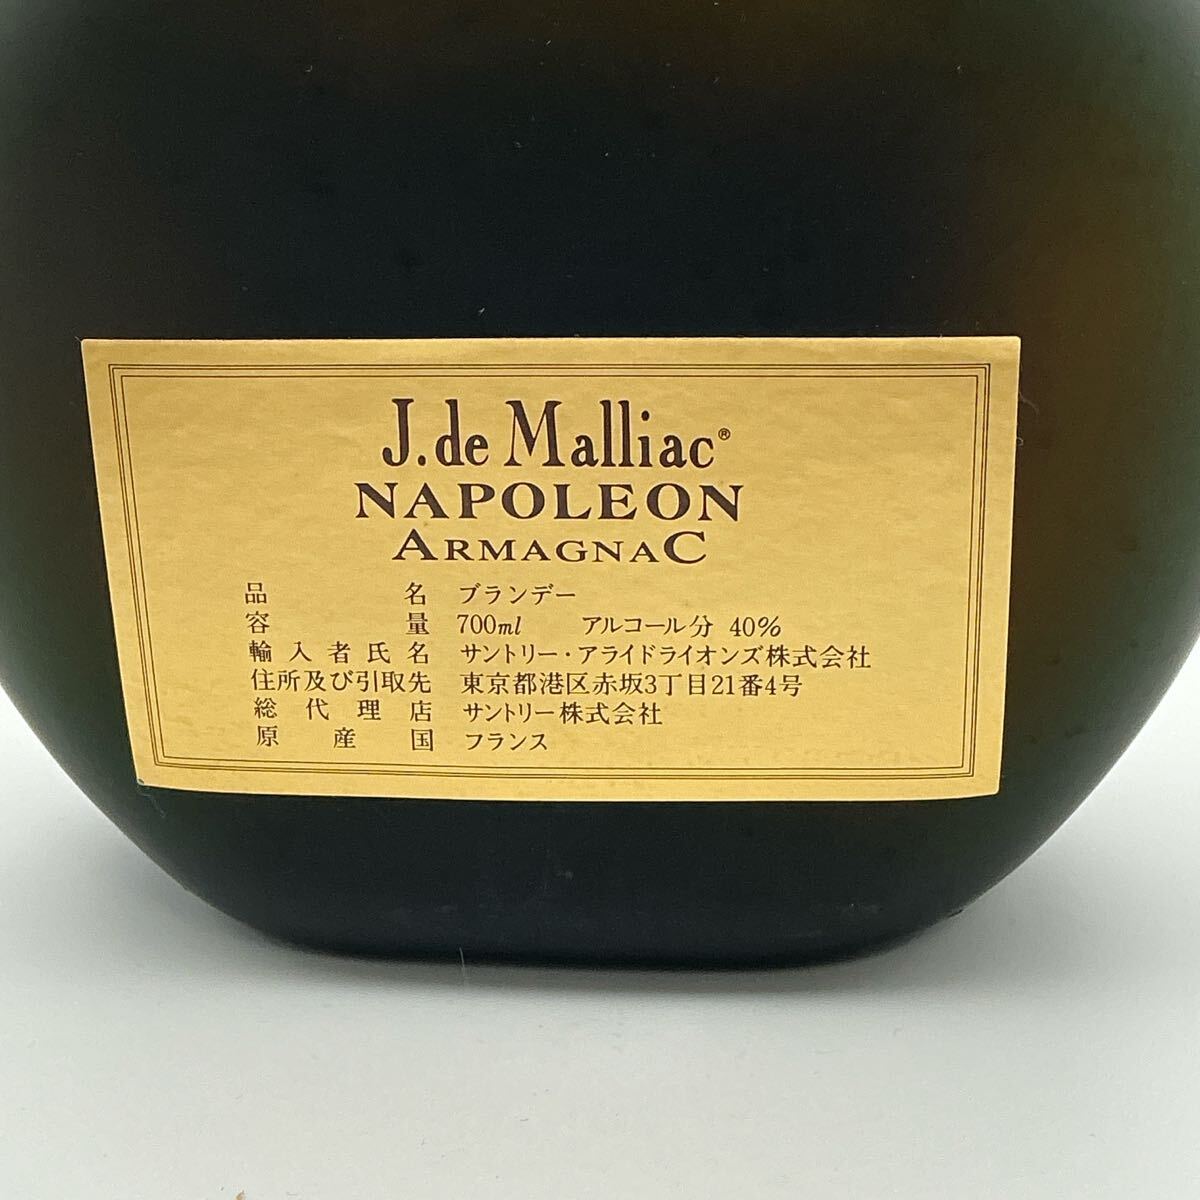 J.de Malliac®
NAPOLEON
ARMAGNAC
品名 ブランデー
容量 700ml アルコール分 40%
輸入者氏名 サントリー・アライドライオンズ株式会社
住所及び引取先 東京都港区赤坂3丁目21番4号
総代理店 サントリー株式会社
原産国 フランス